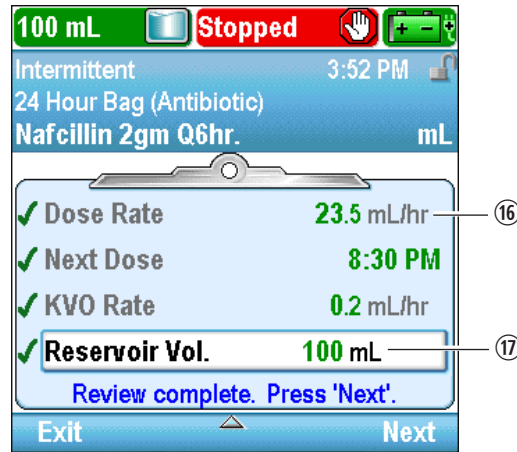 100 mL Stopped + -
Intermittent 3:52 PM
24 Hour Bag (Antibiotic)
Nafcillin 2gm Q6hr. mL
Dose Rate 23.5 mL/hr ⑯
Next Dose 8:30 PM
KVO Rate 0.2 mL/hr
Reservoir Vol. 100 mL ⑰
Review complete. Press 'Next'.
Exit Next